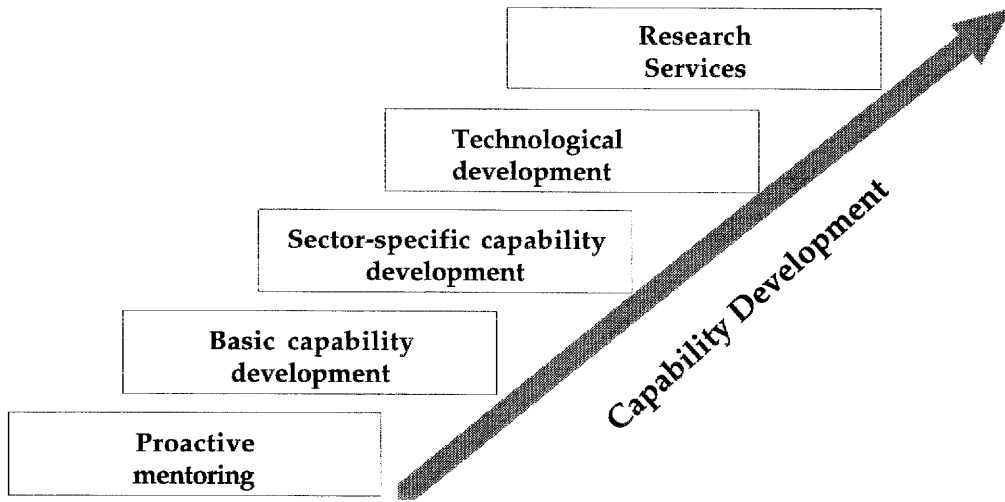 Research
Services
Technological
development
Sector-specific capability
development
Basic capability
development
Proactive
mentoring
Capability Development